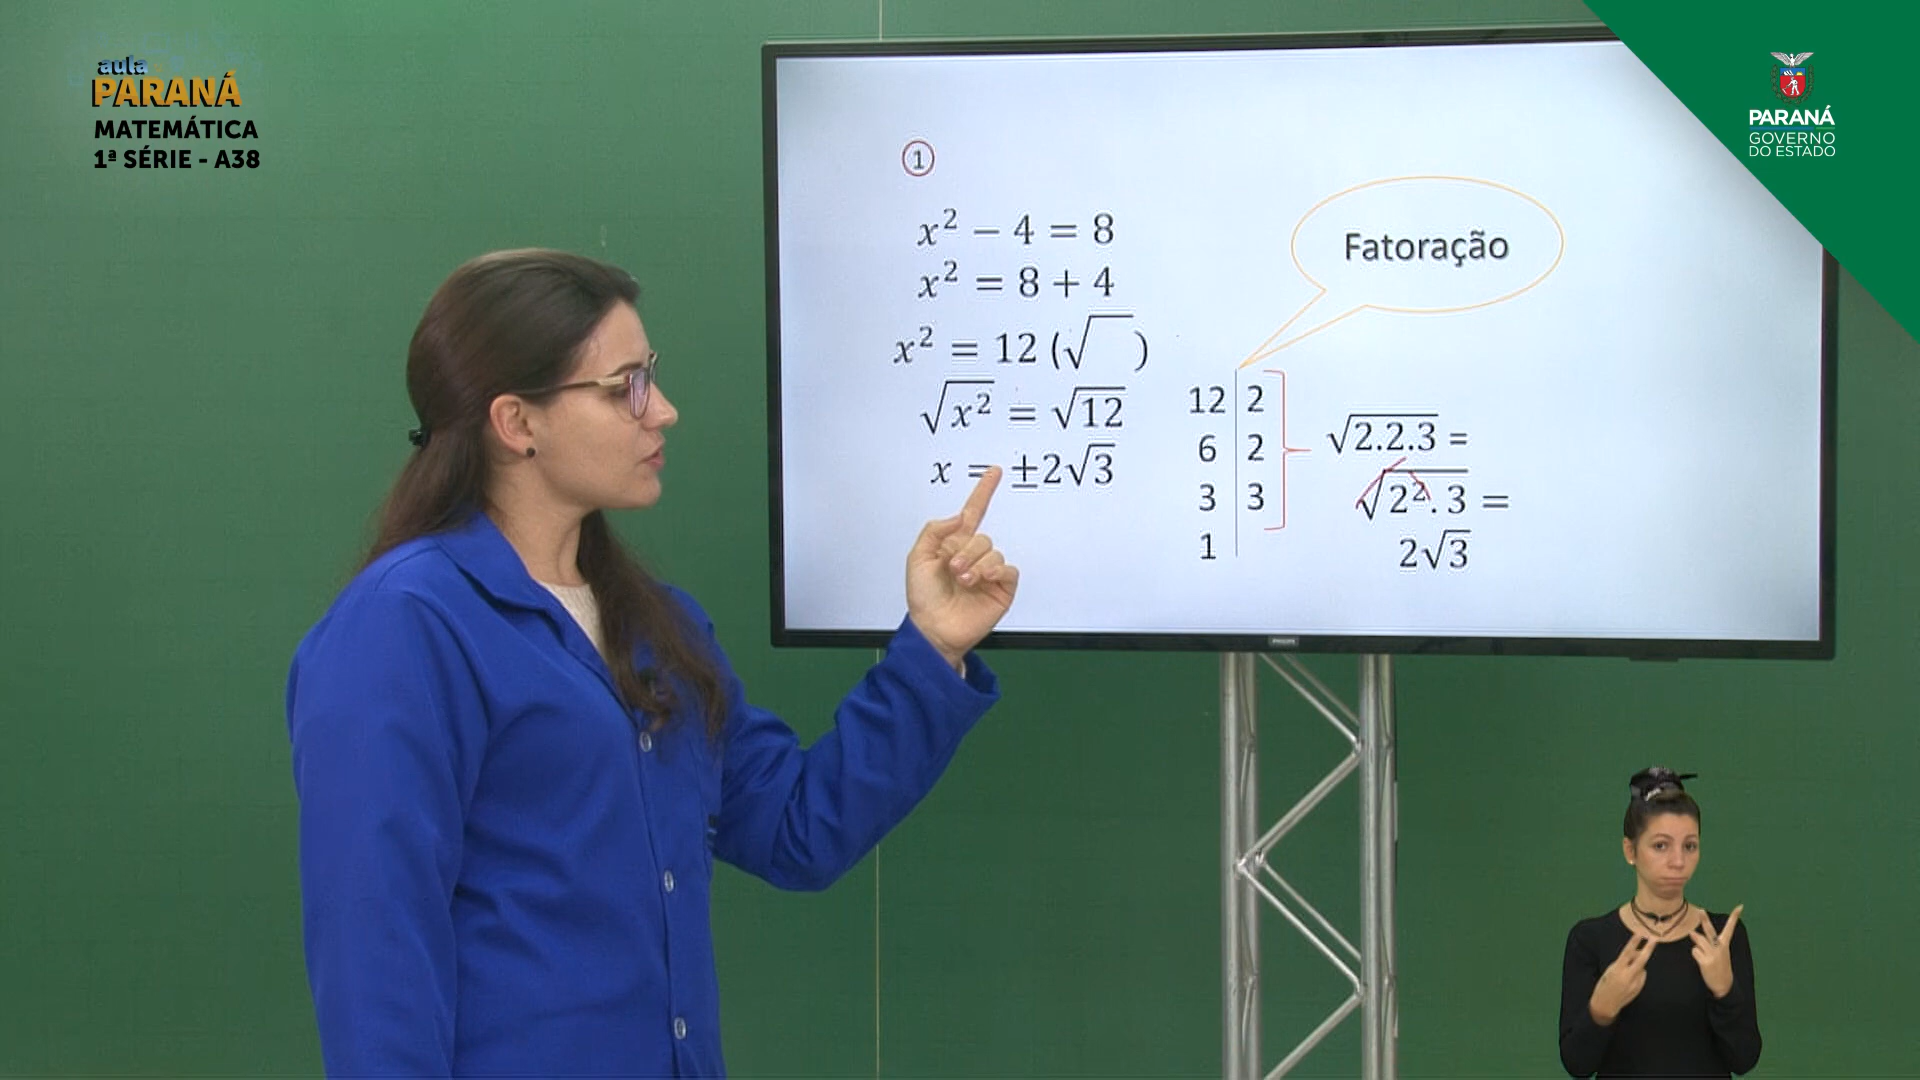 aula
PARANÁ
MATEMÁTICA
1ª SÉRIE - A38
PARANÁ
GOVERNO
DO ESTADO
1
x² − 4 = 8
x² = 8 + 4
x² = 12 (√ )
√x² = √12
x = ±2√3
Fatoração
12 | 2
6 | 2
3 | 3
1
√2.2.3 =
√2².3 =
2√3
PHILIPS